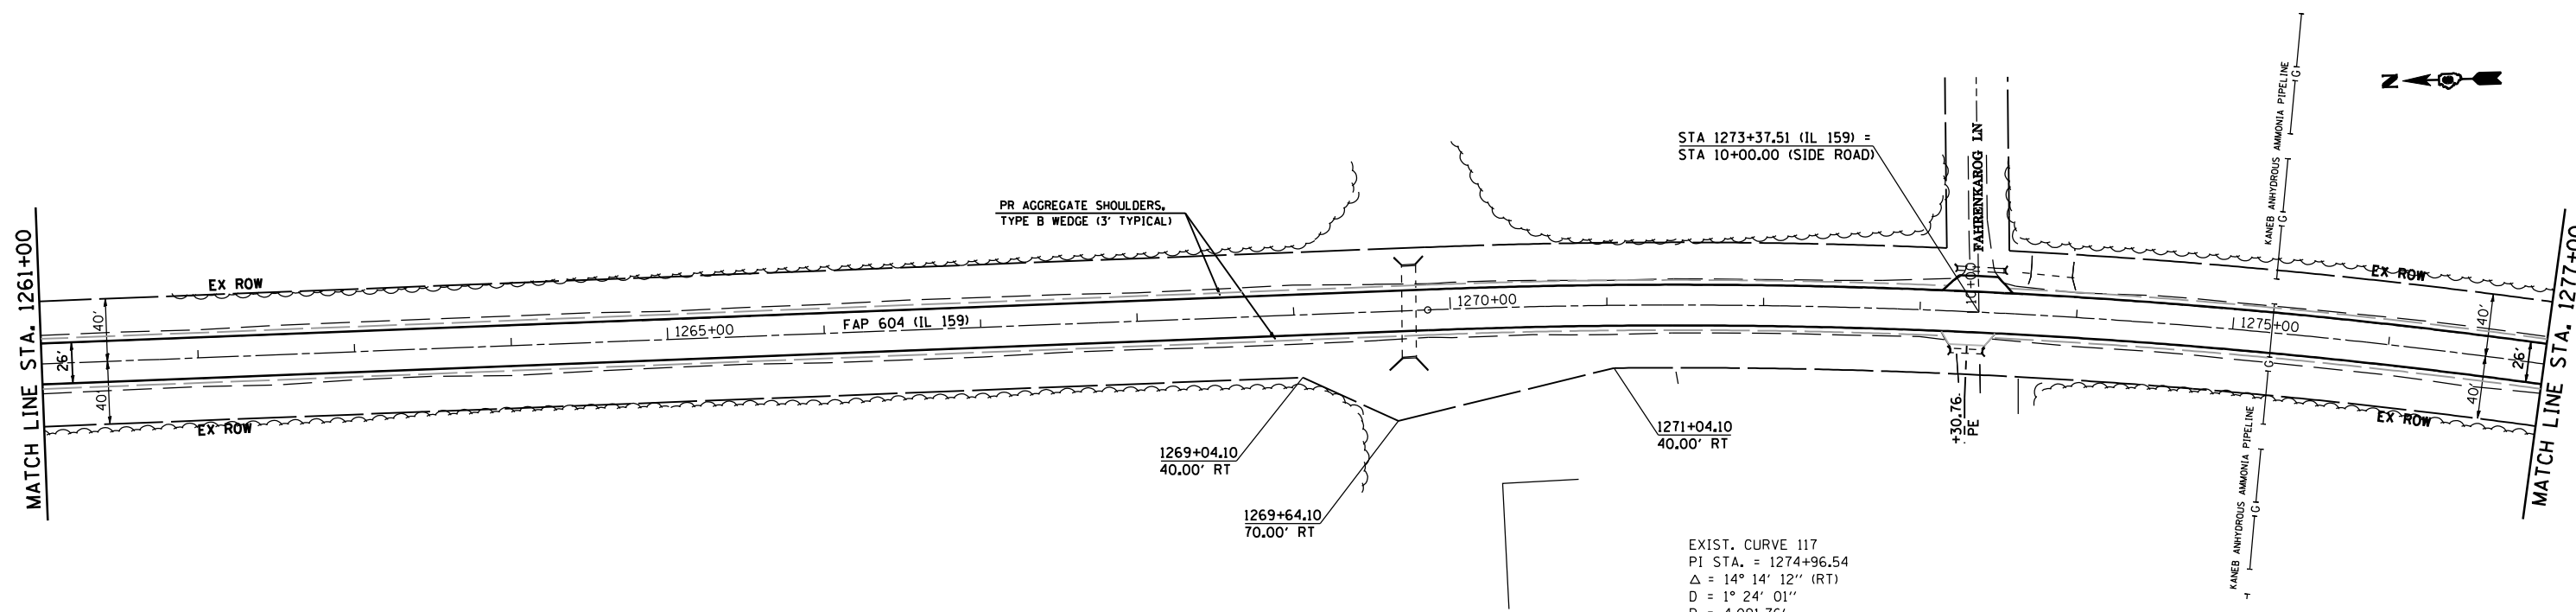 MATCH LINE STA. 1261+00
EX ROW
40'
26'
40'
EX ROW
1265+00
FAP 604 (IL 159)
PR AGGREGATE SHOULDERS,
TYPE B WEDGE (3' TYPICAL)
1269+04.10
40.00' RT
1269+64.10
70.00' RT
1270+00
1271+04.10
40.00' RT
STA 1273+37.51 (IL 159) =
STA 10+00.00 (SIDE ROAD)
FAHRENKAROG LN
10+00
+30.76
PE
1275+00
KANEB ANHYDROUS AMMONIA PIPELINE
G
G
G
G
KANEB ANHYDROUS AMMONIA PIPELINE
N
EX ROW
40'
26'
40'
EX ROW
MATCH LINE STA. 1277+00
EXIST. CURVE 117
PI STA. = 1274+96.54
Δ = 14° 14' 12'' (RT)
D = 1° 24' 01''